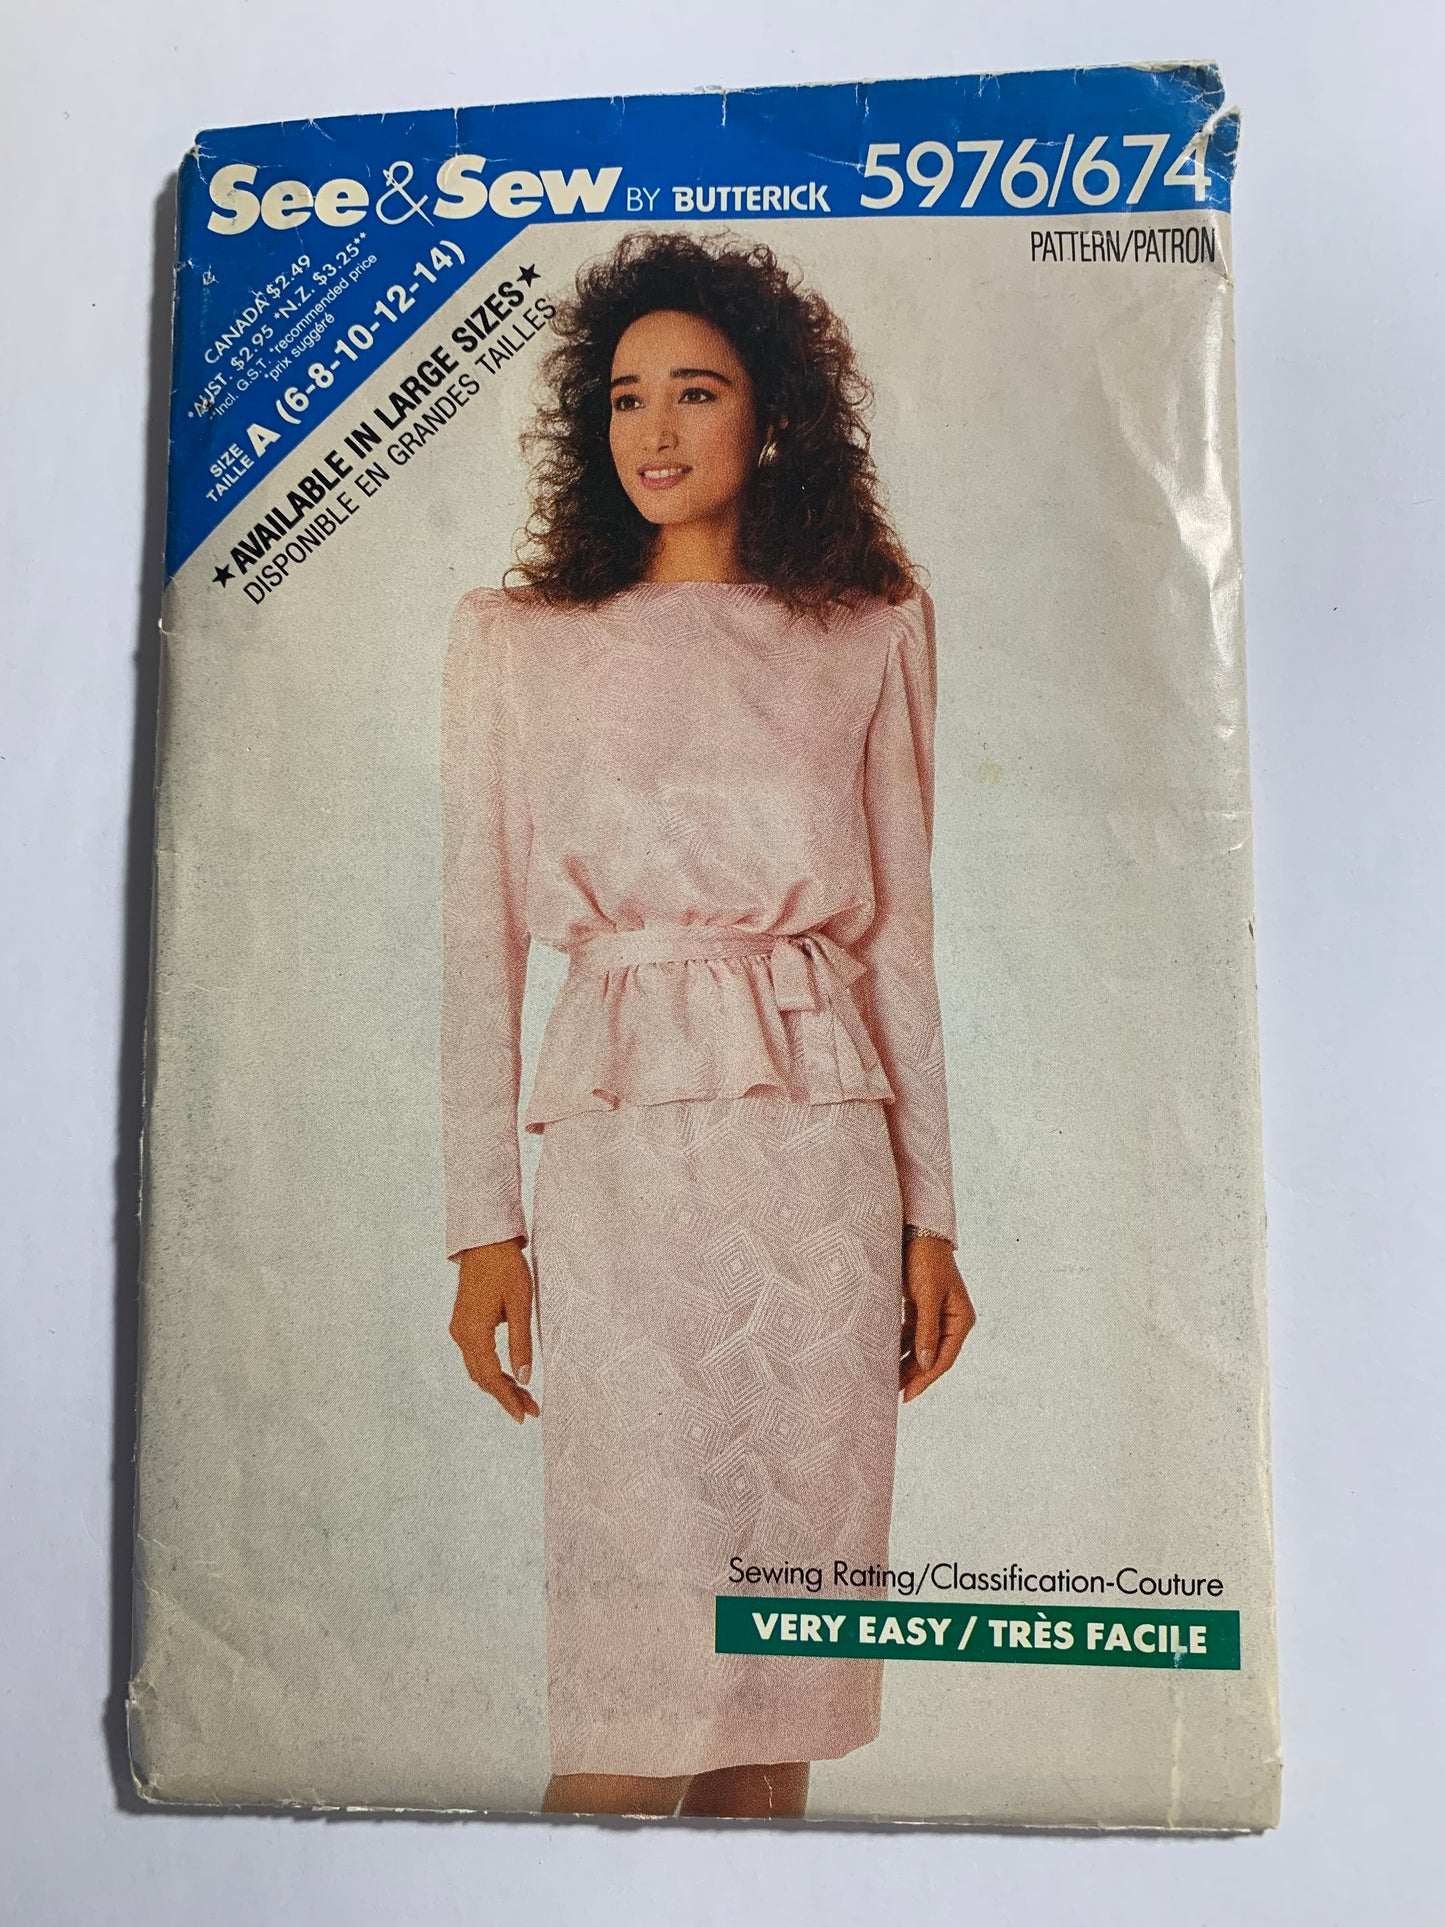 See & Sew BY BUTTERICK 5976/674
PATTERN/PATRON
CANADA $2.49
*AUST. $2.95 *N.Z. $3.25**
**Incl. G.S.T. *recommended price
*prix suggéré
SIZE
TAILLE A (6-8-10-12-14)
★AVAILABLE IN LARGE SIZES★
DISPONIBLE EN GRANDES TAILLES
Sewing Rating/Classification-Couture
VERY EASY / TRÈS FACILE